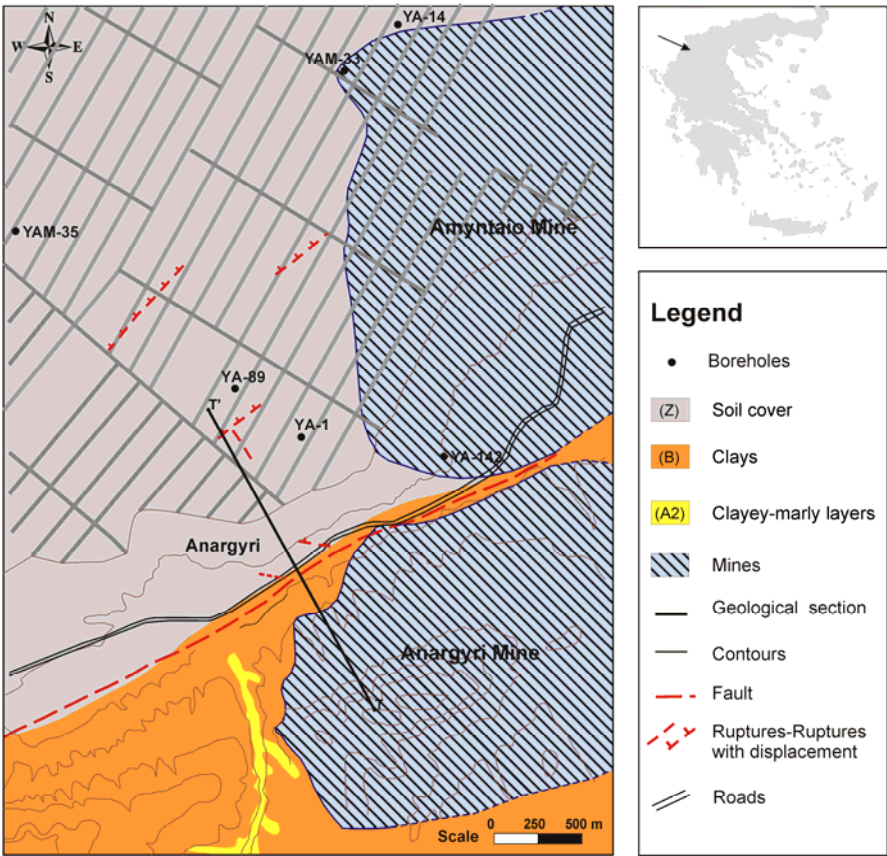 N
W E
S
YA-14
YAM-33
YAM-35
Amyntaio Mine
YA-89
T'
YA-1
YA-142
Anargyri
Anargyri Mine
T
Scale 0 250 500 m
Legend
Boreholes
(Z) Soil cover
(B) Clays
(A2) Clayey-marly layers
Mines
Geological section
Contours
Fault
Ruptures-Ruptures
with displacement
Roads